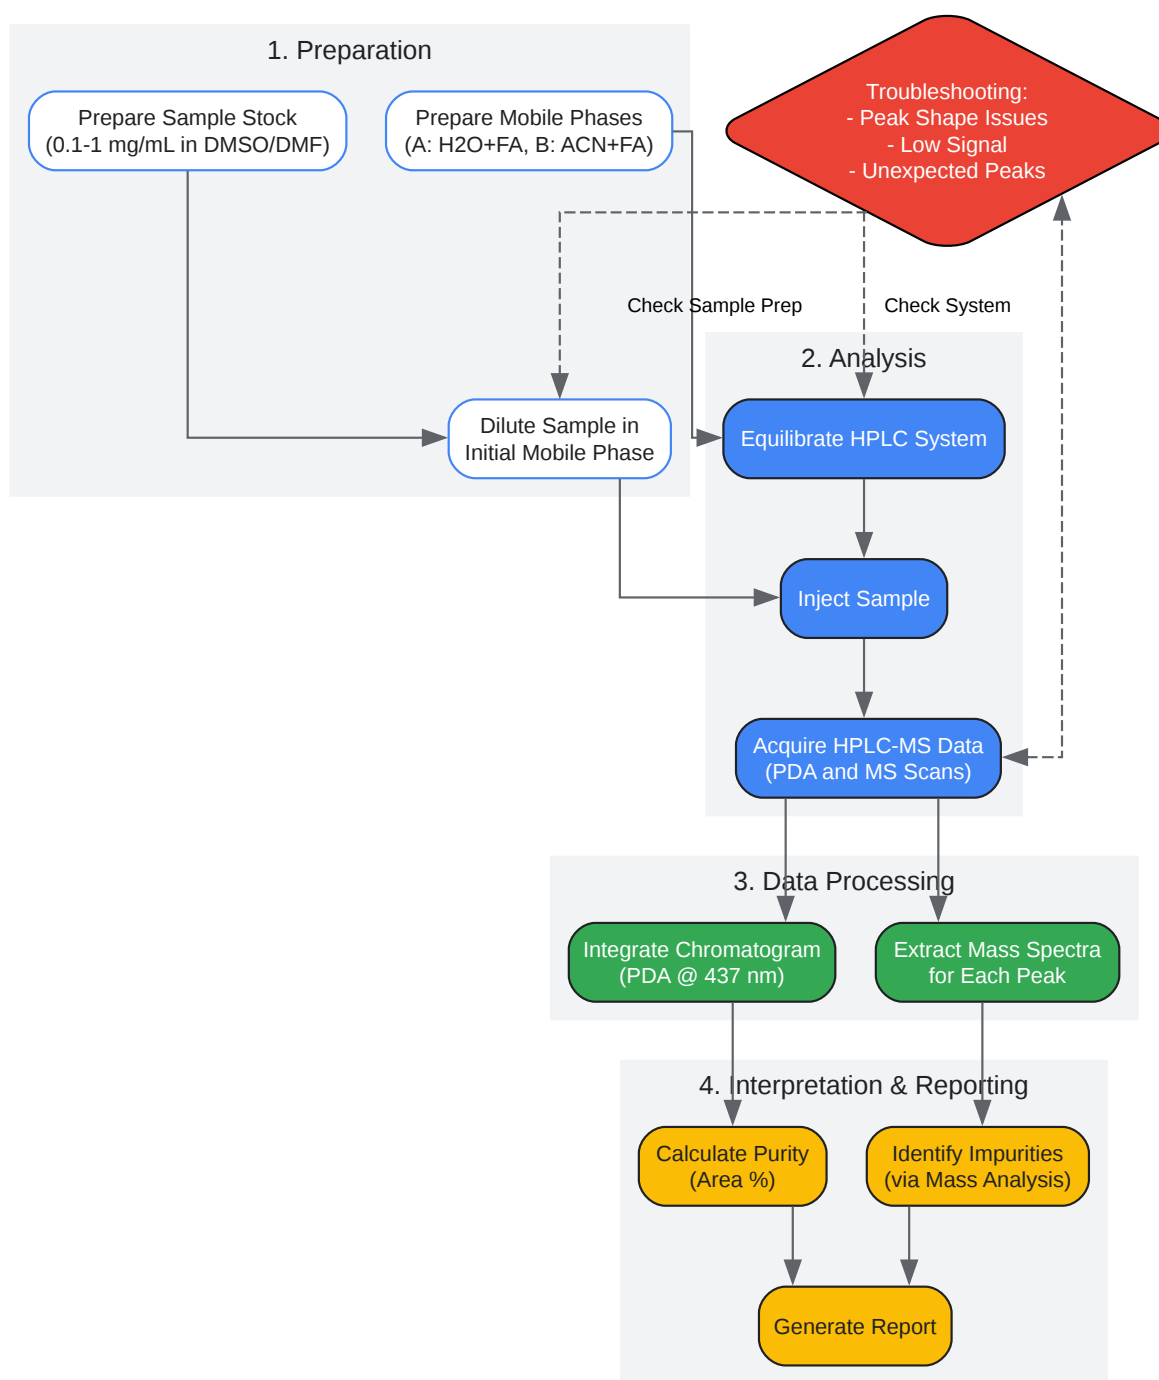 1. Preparation
Prepare Sample Stock
(0.1-1 mg/mL in DMSO/DMF)
Prepare Mobile Phases
(A: H2O+FA, B: ACN+FA)
Troubleshooting:
- Peak Shape Issues
- Low Signal
- Unexpected Peaks
Check Sample Prep
Check System
2. Analysis
Dilute Sample in
Initial Mobile Phase
Equilibrate HPLC System
Inject Sample
Acquire HPLC-MS Data
(PDA and MS Scans)
3. Data Processing
Integrate Chromatogram
(PDA @ 437 nm)
Extract Mass Spectra
for Each Peak
4. Interpretation & Reporting
Calculate Purity
(Area %)
Identify Impurities
(via Mass Analysis)
Generate Report